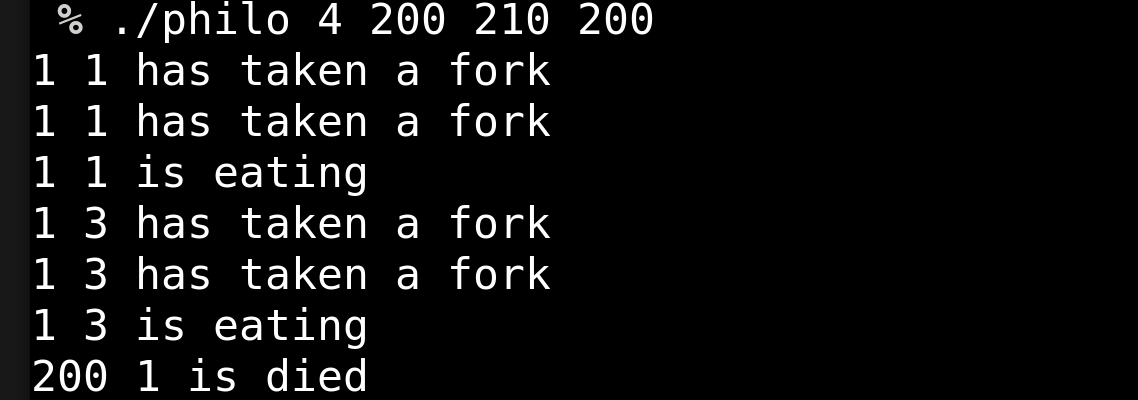 % ./philo 4 200 210 200
1 1 has taken a fork
1 1 has taken a fork
1 1 is eating
1 3 has taken a fork
1 3 has taken a fork
1 3 is eating
200 1 is died